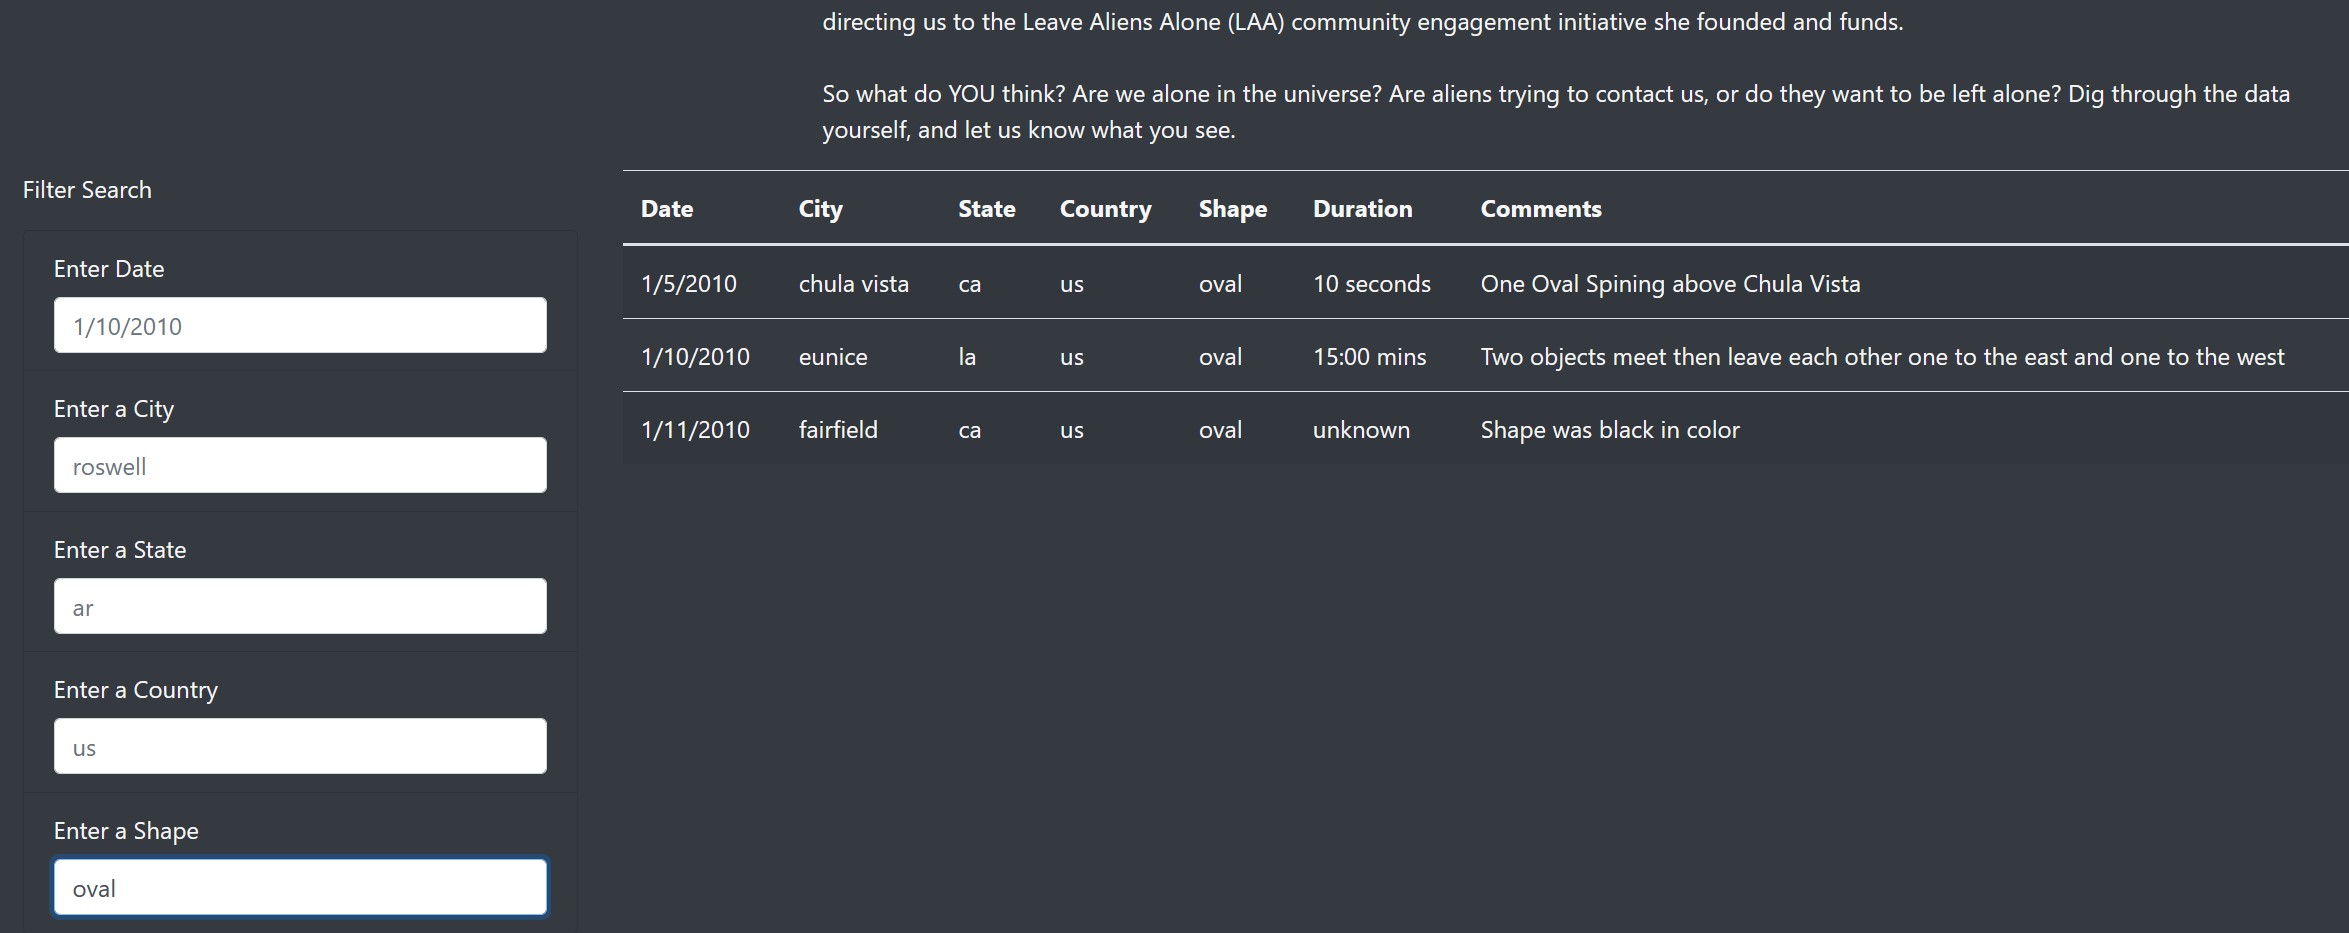 directing us to the Leave Aliens Alone (LAA) community engagement initiative she founded and funds.
So what do YOU think? Are we alone in the universe? Are aliens trying to contact us, or do they want to be left alone? Dig through the data
yourself, and let us know what you see.
Filter Search
Enter Date
1/10/2010
Enter a City
roswell
Enter a State
ar
Enter a Country
us
Enter a Shape
oval
Date City State Country Shape Duration Comments
1/5/2010 chula vista ca us oval 10 seconds One Oval Spining above Chula Vista
1/10/2010 eunice la us oval 15:00 mins Two objects meet then leave each other one to the east and one to the west
1/11/2010 fairfield ca us oval unknown Shape was black in color